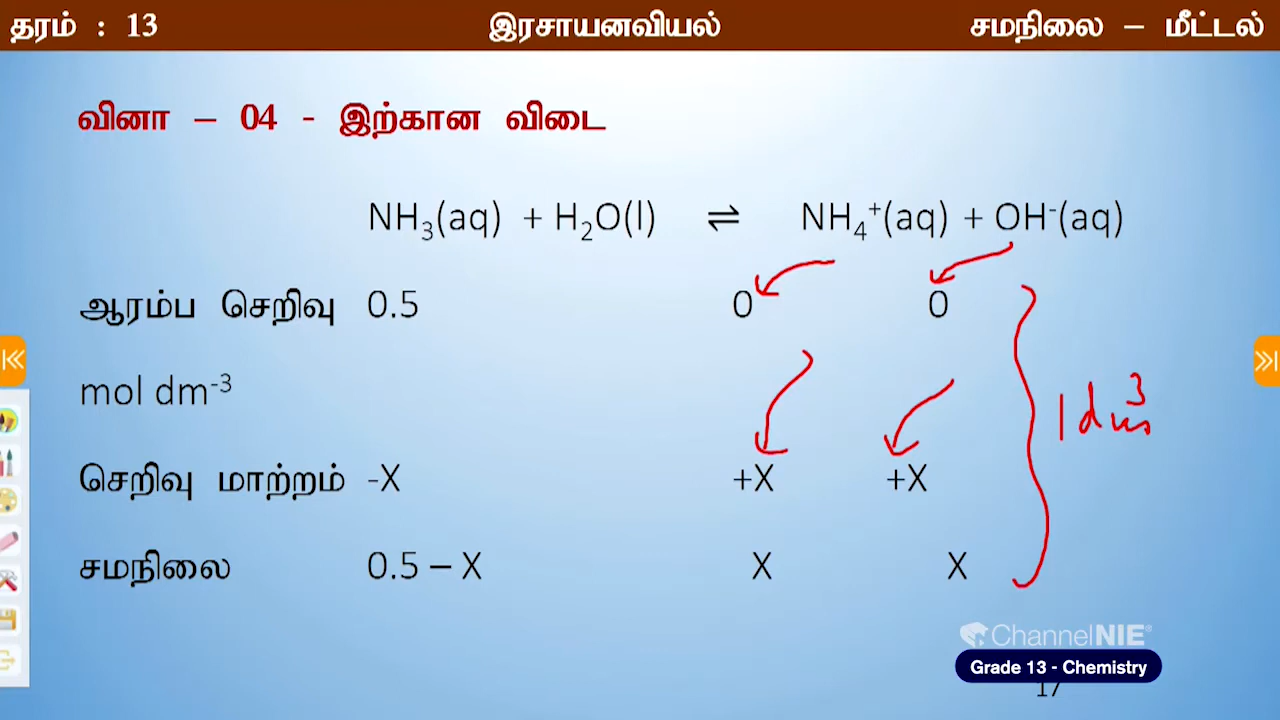 தரம் : 13 இரசாயனவியல் சமநிலை – மீட்டல்
வினா – 04 - இற்கான விடை
NH₃(aq) + H₂O(l) ⇌ NH₄⁺(aq) + OH⁻(aq)
ஆரம்ப செறிவு 0.5 0 0
mol dm⁻³
1dm³
செறிவு மாற்றம் -X +X +X
சமநிலை 0.5 – X X X
ChannelNIE®
Grade 13 - Chemistry
17